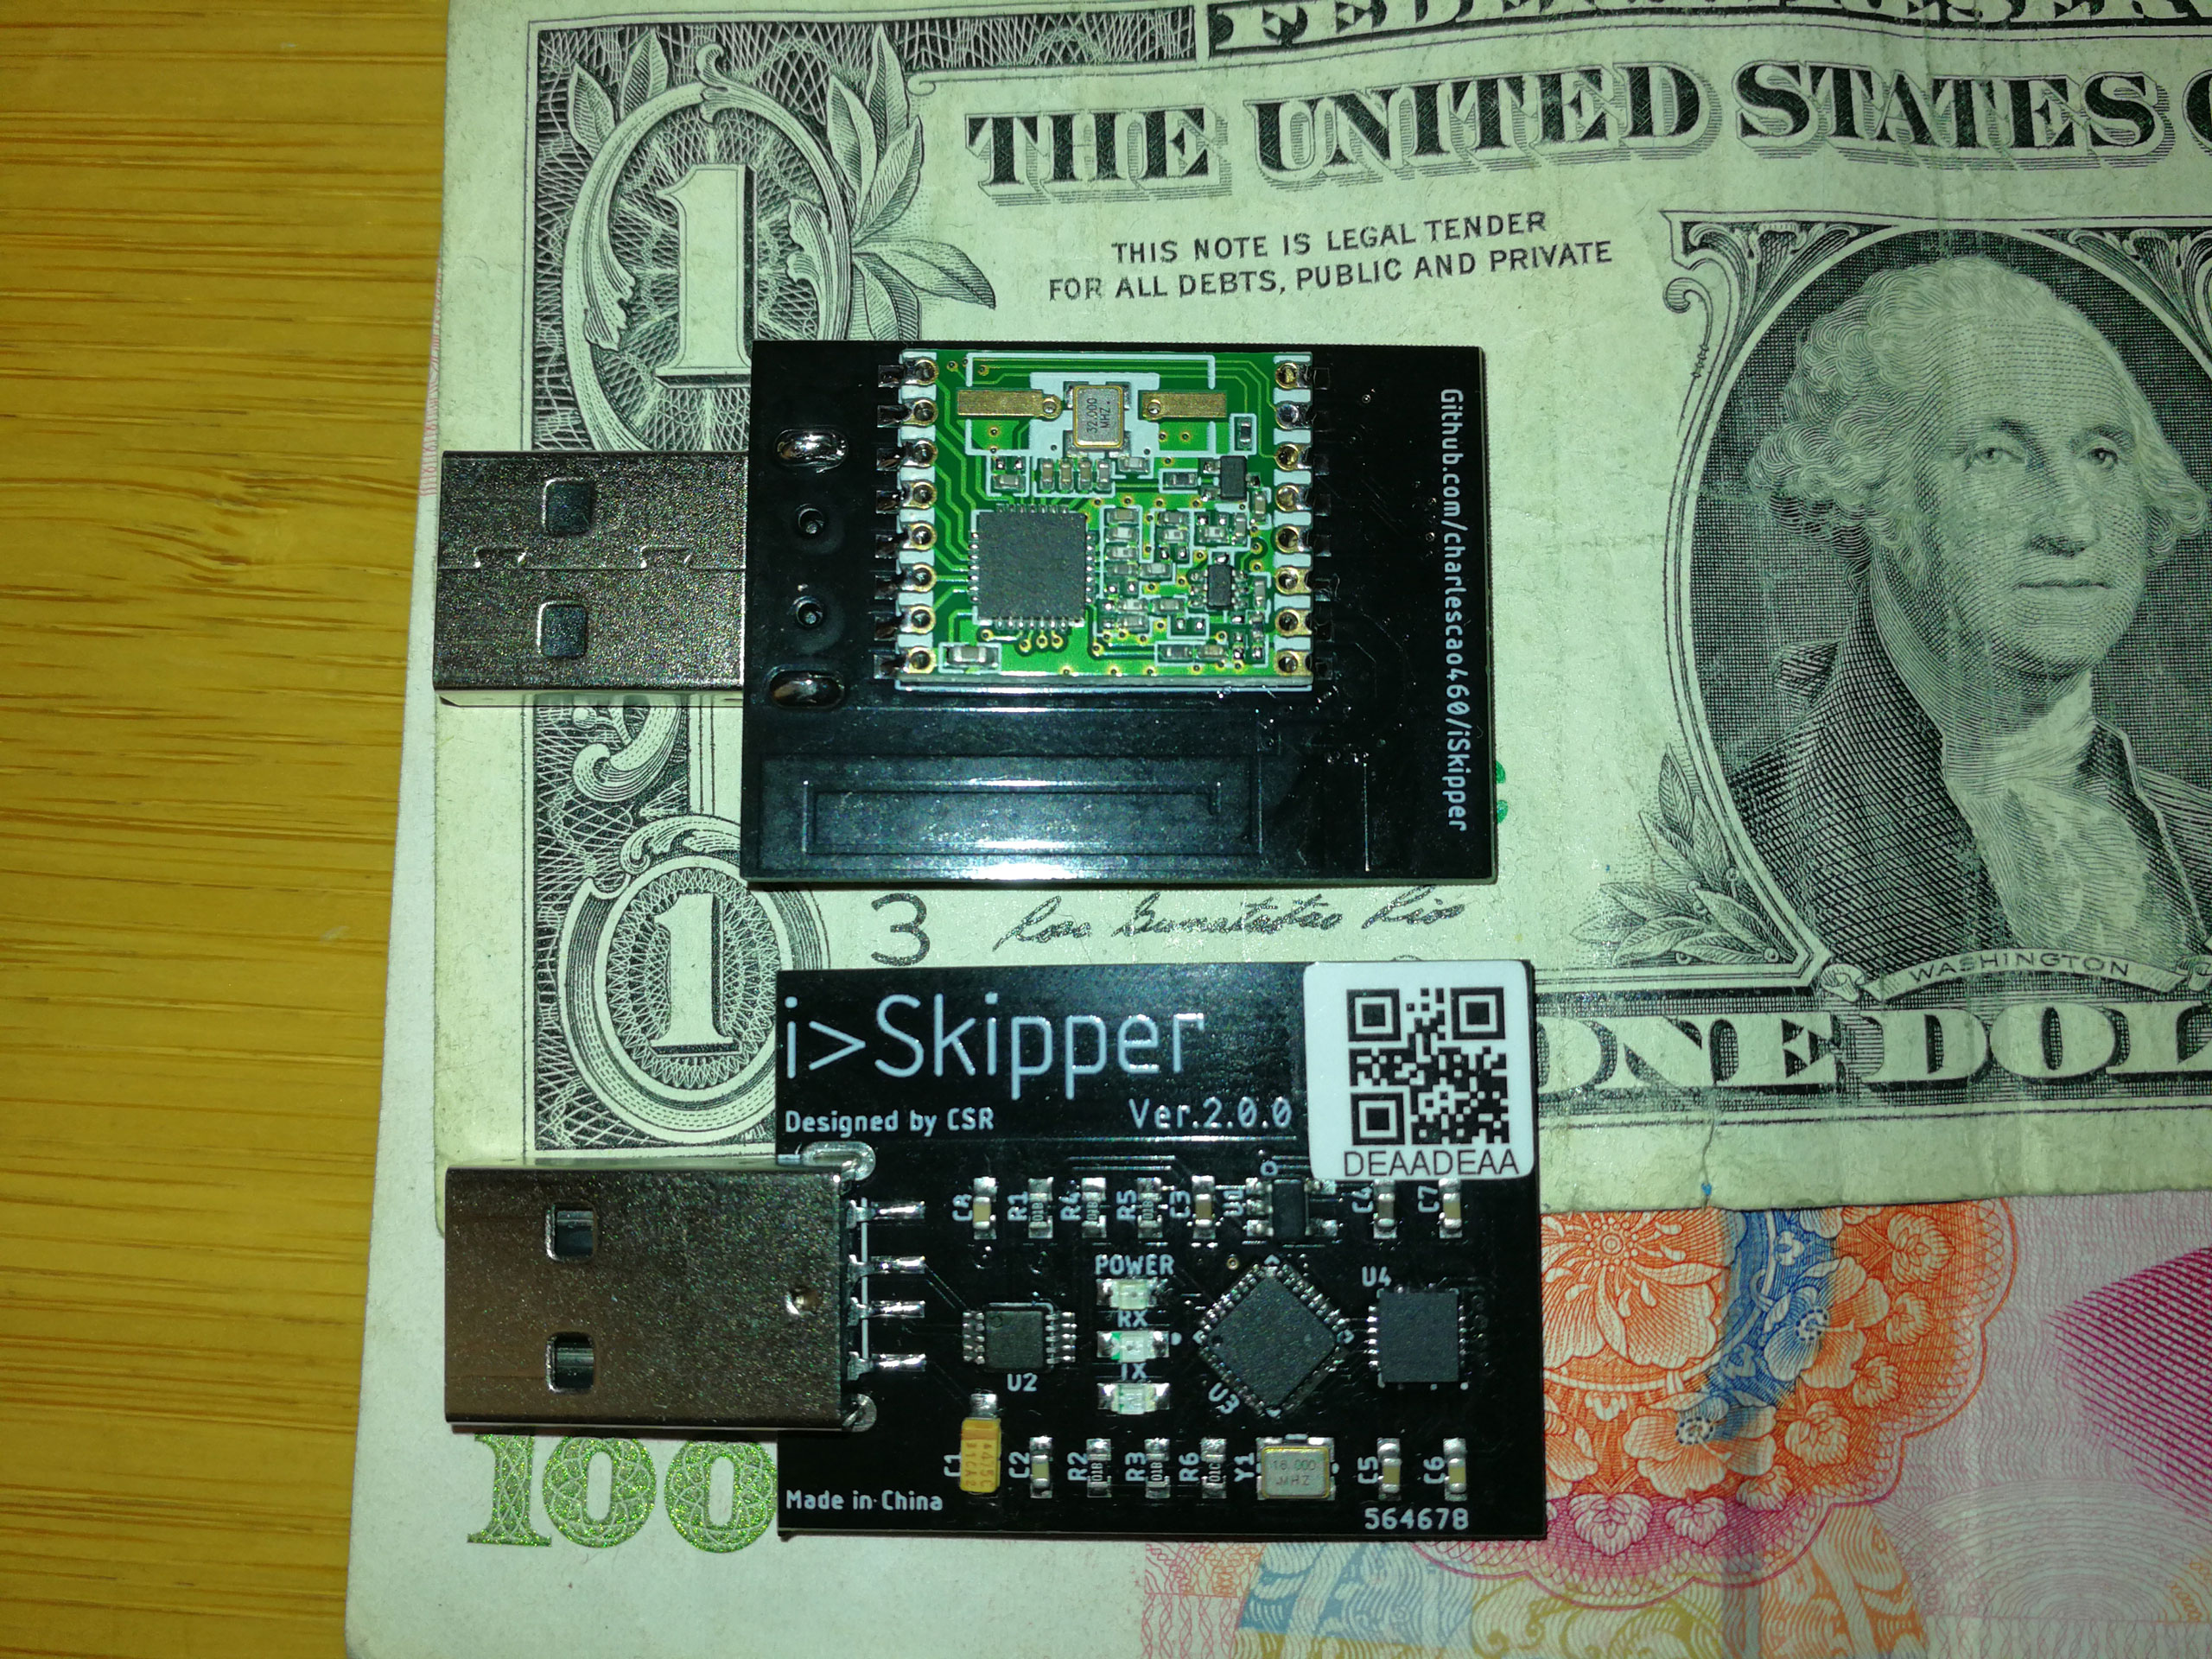 FEDERAL RESERVE
THE UNITED STATES
THIS NOTE IS LEGAL TENDER
FOR ALL DEBTS, PUBLIC AND PRIVATE
1
32.000
MHZ
Github.com/charlescao460/iSkipper
1
3
WASHINGTON
ONE DOL
i>Skipper
Designed by CSR
Ver.2.0.0
DEAADEAA
C8
R1
R4
R5
C3
C4
C7
POWER
RX
TX
U2
U3
U4
C1
C2
R2
R3
R6
Y1
16.000
MHZ
C5
C6
Made in China
564678
100